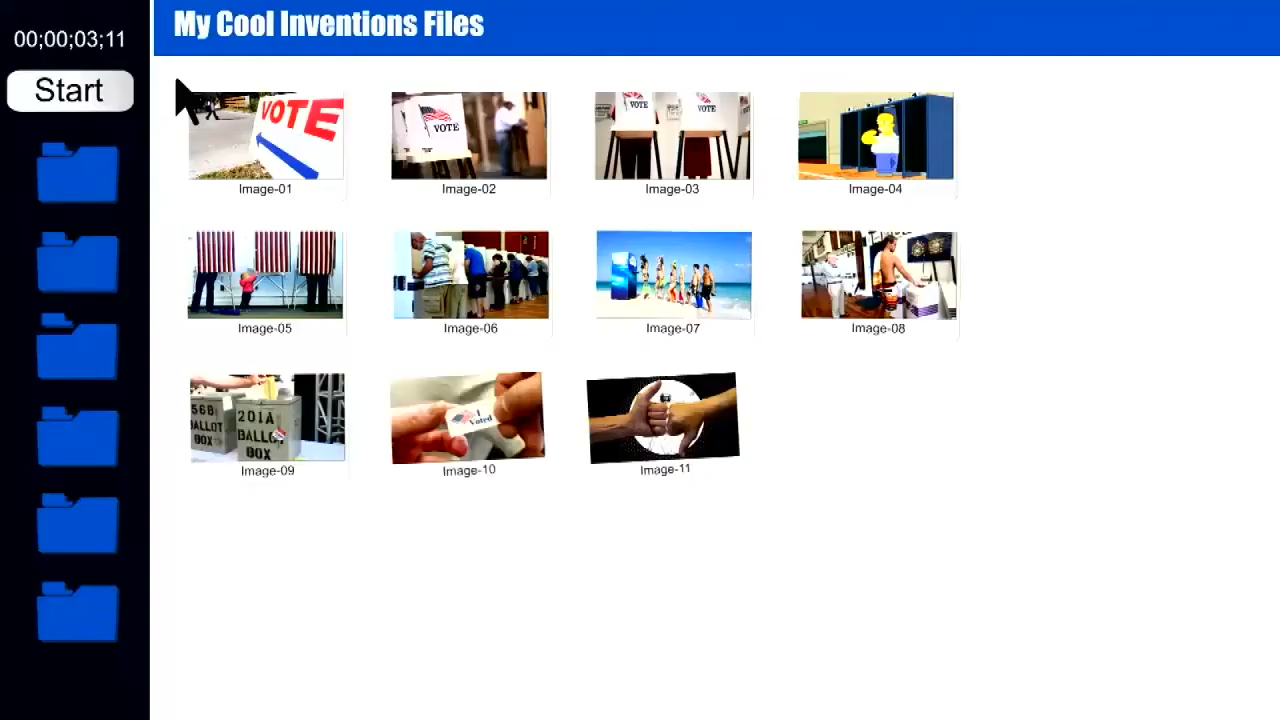 My Cool Inventions Files
00;00;03;11
Start
VOTE
VOTE
VOTE
VOTE
Image-01
Image-02
Image-03
Image-04
Image-05
Image-06
Image-07
Image-08
568
BALLOT
BOX
201A
BALLOT
BOX
I
Voted
Image-09
Image-10
Image-11